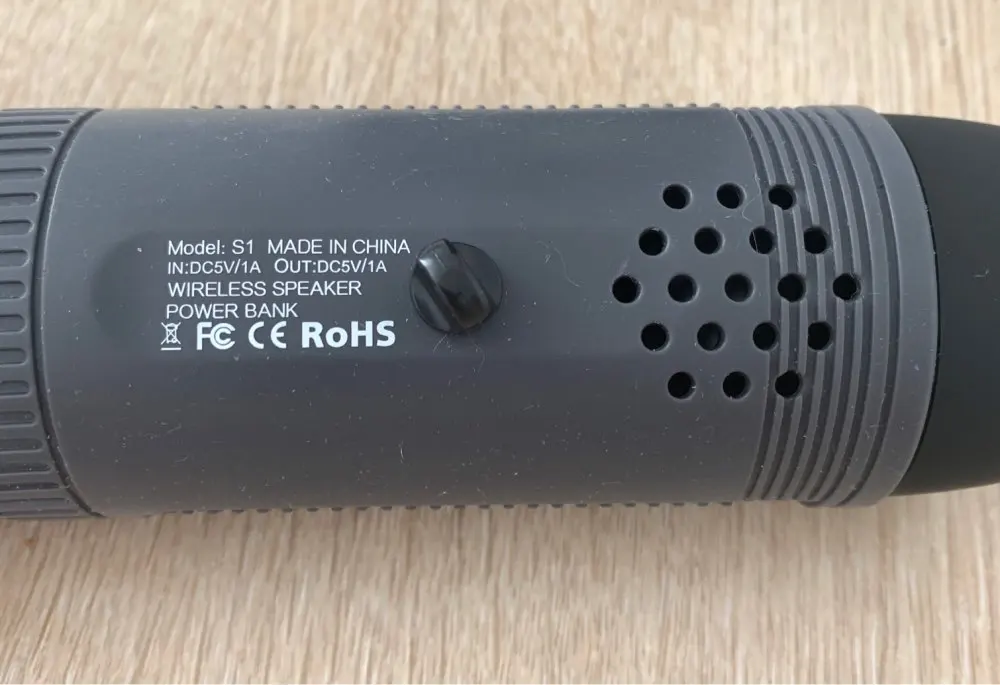 Model: S1 MADE IN CHINA
IN:DC5V/1A OUT:DC5V/1A
WIRELESS SPEAKER
POWER BANK
FC CE RoHS